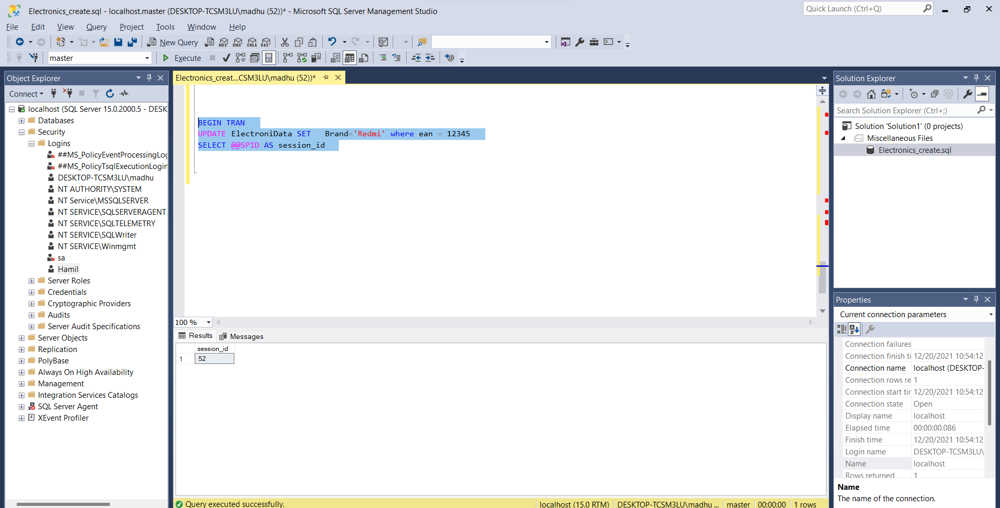 Electronics_create.sql - localhost.master (DESKTOP-TCSM3LU\madhu (52))* - Microsoft SQL Server Management Studio
Quick Launch (Ctrl+Q)
File Edit View Query Project Tools Window Help
New Query
MDX DMX XMLA DAX
master
Execute
Object Explorer
Connect
localhost (SQL Server 15.0.2000.5 - DESK
Databases
Security
Logins
##MS_PolicyEventProcessingLog
##MS_PolicyTsqlExecutionLogin
DESKTOP-TCSM3LU\madhu
NT AUTHORITY\SYSTEM
NT Service\MSSQLSERVER
NT SERVICE\SQLSERVERAGENT
NT SERVICE\SQLTELEMETRY
NT SERVICE\SQLWriter
NT SERVICE\Winmgmt
sa
Hamil
Server Roles
Credentials
Cryptographic Providers
Audits
Server Audit Specifications
Server Objects
Replication
PolyBase
Always On High Availability
Management
Integration Services Catalogs
SQL Server Agent
XEvent Profiler
Electronics_creat...CSM3LU\madhu (52))*
BEGIN TRAN
UPDATE ElectroniData SET Brand='Redmi' where ean = 12345
SELECT @@SPID AS session_id
100 %
Results Messages
session_id
1 52
Query executed successfully.
localhost (15.0 RTM) DESKTOP-TCSM3LU\madhu ... master 00:00:00 1 rows
Solution Explorer
Search Solution Explorer (Ctrl+;)
Solution 'Solution1' (0 projects)
Miscellaneous Files
Electronics_create.sql
Properties
Current connection parameters
Connection failures
Connection finish ti 12/20/2021 10:54:12
Connection name localhost (DESKTOP-
Connection rows re 1
Connection start tir 12/20/2021 10:54:12
Connection state Open
Display name localhost
Elapsed time 00:00:00.086
Finish time 12/20/2021 10:54:12
Login name DESKTOP-TCSM3LU\
Name localhost
Rows returned 1
Name
The name of the connection.